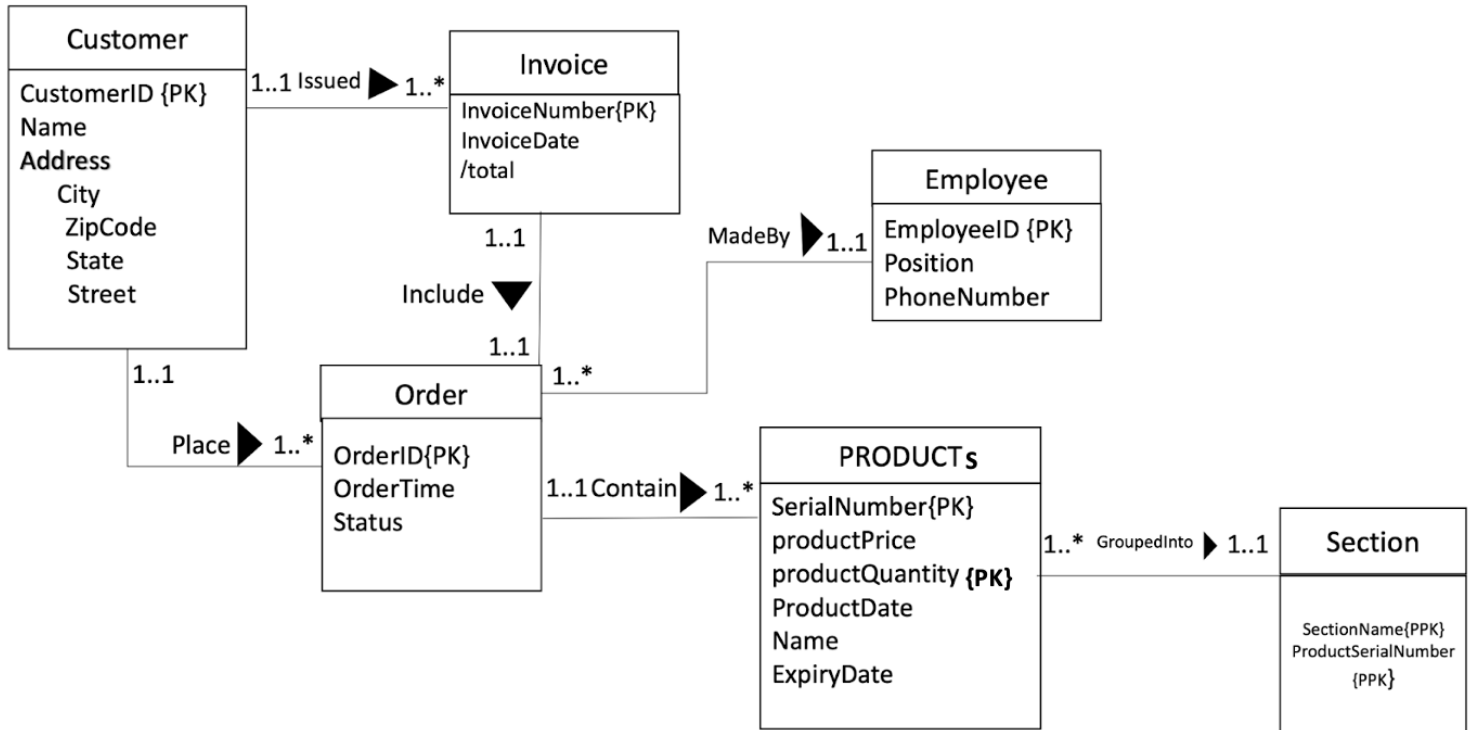 Customer
CustomerID {PK}
Name
Address
City
ZipCode
State
Street
1..1 Issued 1..*
Invoice
InvoiceNumber{PK}
InvoiceDate
/total
Employee
EmployeeID {PK}
Position
PhoneNumber
1..1
Include
1..1
MadeBy 1..1
1..*
1..1
Place 1..*
Order
OrderID{PK}
OrderTime
Status
1..1 Contain 1..*
PRODUCTs
SerialNumber{PK}
productPrice
productQuantity {PK}
ProductDate
Name
ExpiryDate
1..* GroupedInto 1..1
Section
SectionName{PPK}
ProductSerialNumber
{PPK}